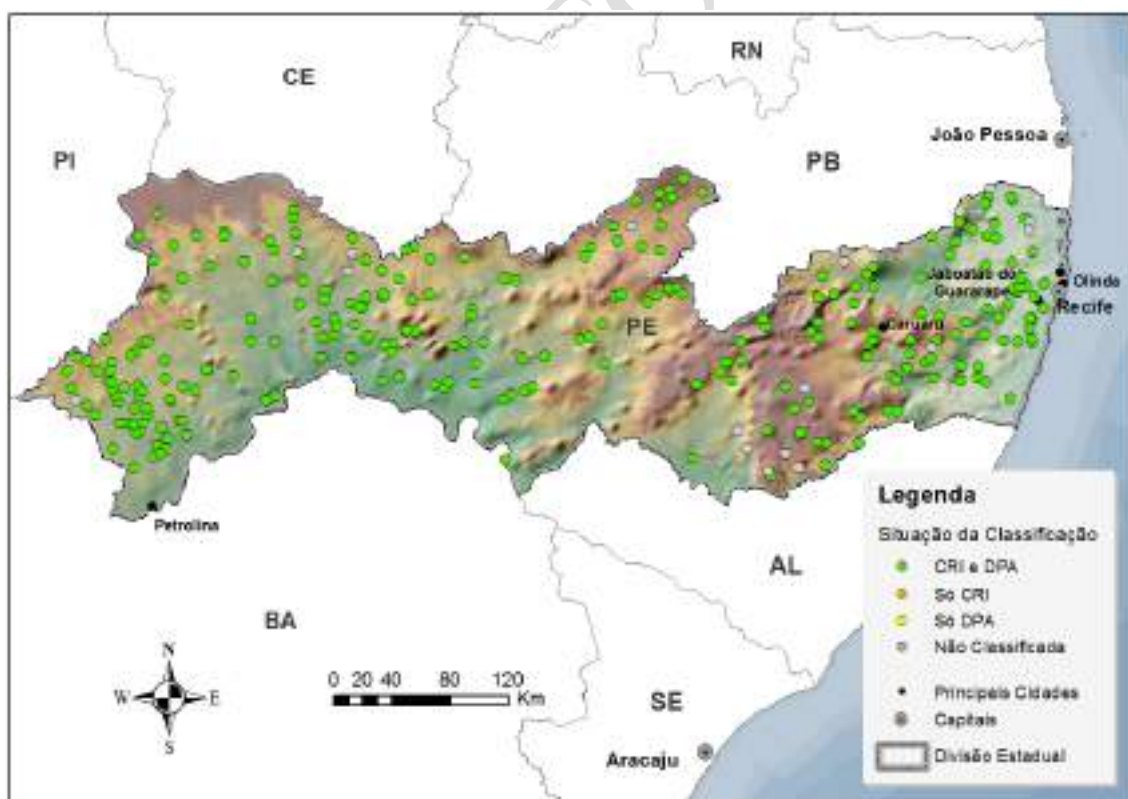 RN
CE
João Pessoa
PI
PB
Jaboatão do
Guararape
Olinda
Recife
PE
Caruaru
Petrolina
AL
BA
SE
Aracaju
N
W E
S
0 20 40 80 120
Km
Legenda
Situação da Classificação
CRI e DPA
Só CRI
Só DPA
Não Classificada
Principais Cidades
Capitais
Divisão Estadual